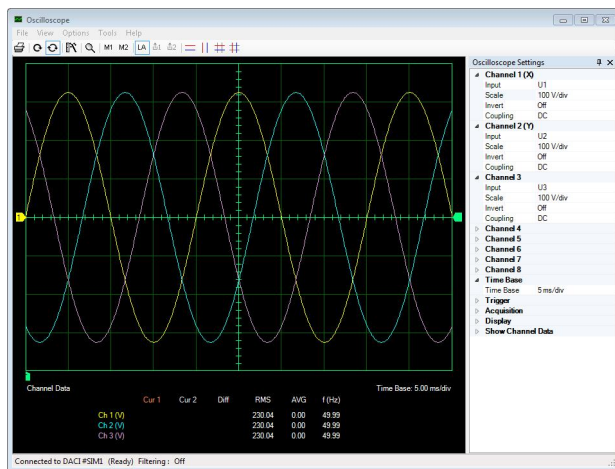 Oscilloscope
File View Options Tools Help
M1 M2 LA
Oscilloscope Settings
Channel 1 (X)
Input U1
Scale 100 V/div
Invert Off
Coupling DC
Channel 2 (Y)
Input U2
Scale 100 V/div
Invert Off
Coupling DC
Channel 3
Input U3
Scale 100 V/div
Invert Off
Coupling DC
Channel 4
Channel 5
Channel 6
Channel 7
Channel 8
Time Base
Time Base 5 ms/div
Trigger
Acquisition
Display
Show Channel Data
1
Channel Data Time Base: 5.00 ms/div
Cur 1 Cur 2 Diff RMS AVG f (Hz)
Ch 1 (V) 230.04 0.00 49.99
Ch 2 (V) 230.04 0.00 49.99
Ch 3 (V) 230.04 0.00 49.99
Connected to DACI #SIM1 (Ready) Filtering : Off